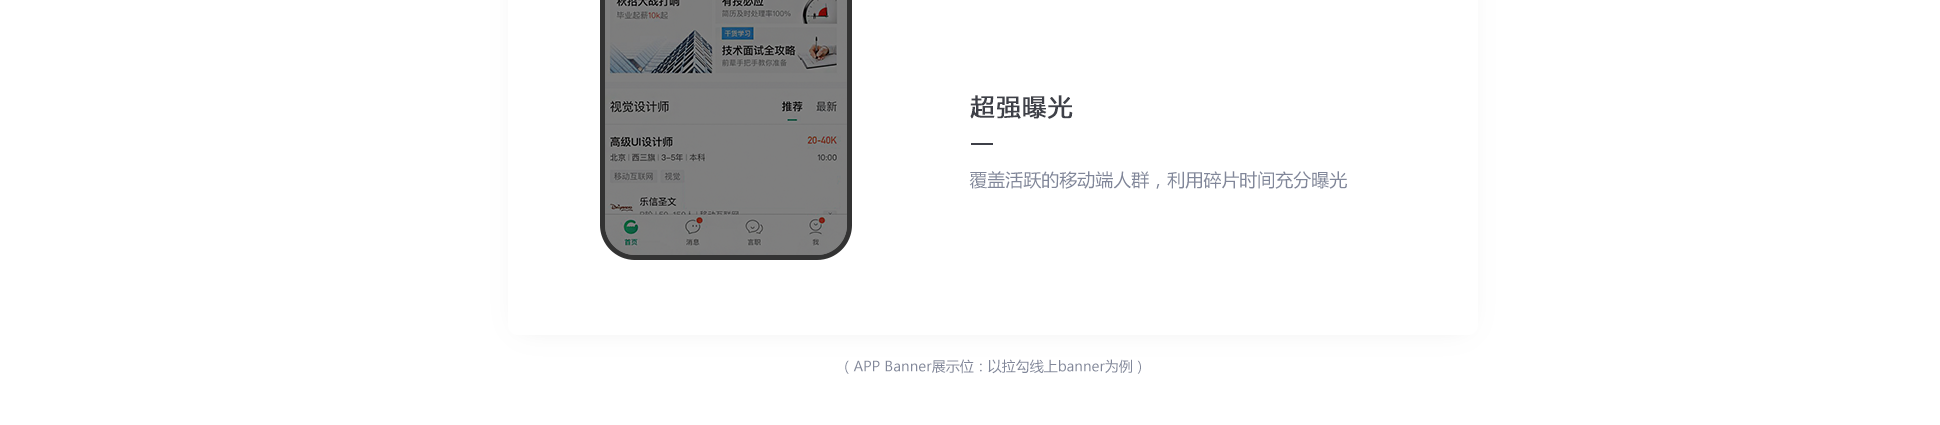 秋招大战打响
有投必应
毕业起薪10k起
简历及时处理率100%
干货学习
技术面试全攻略
前辈手把手教你准备
视觉设计师
推荐
最新
高级UI设计师
20-40K
北京 | 西三旗 | 3-5年 | 本科
10:00
移动互联网
视觉
乐信圣文
首页
消息
言职
我
超强曝光
覆盖活跃的移动端人群，利用碎片时间充分曝光
（ APP Banner展示位：以拉勾线上banner为例 ）